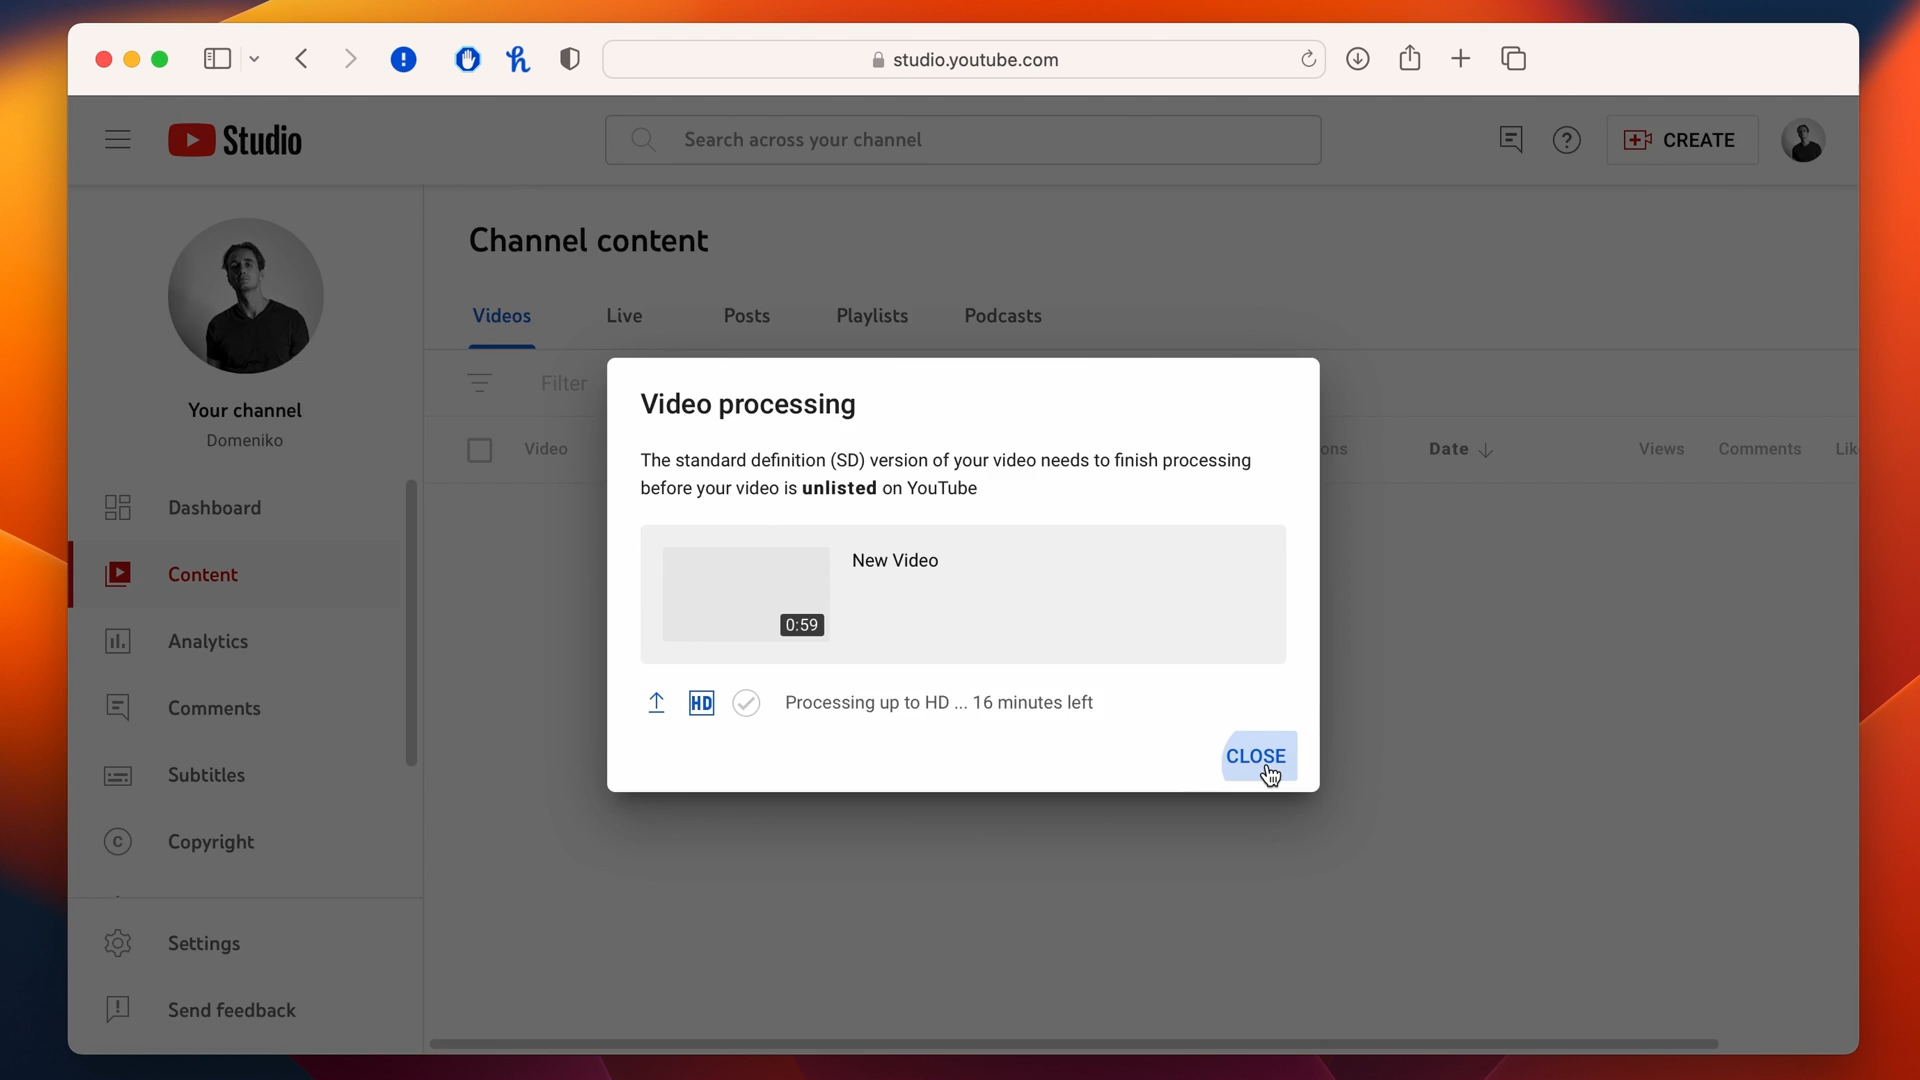 studio.youtube.com
Studio
Search across your channel
CREATE
Your channel
Domeniko
Dashboard
Content
Analytics
Comments
Subtitles
Copyright
Settings
Send feedback
Channel content
Videos Live Posts Playlists Podcasts
Filter
Video Date Views Comments
Video processing
The standard definition (SD) version of your video needs to finish processing
before your video is unlisted on YouTube
New Video
0:59
HD Processing up to HD ... 16 minutes left
CLOSE